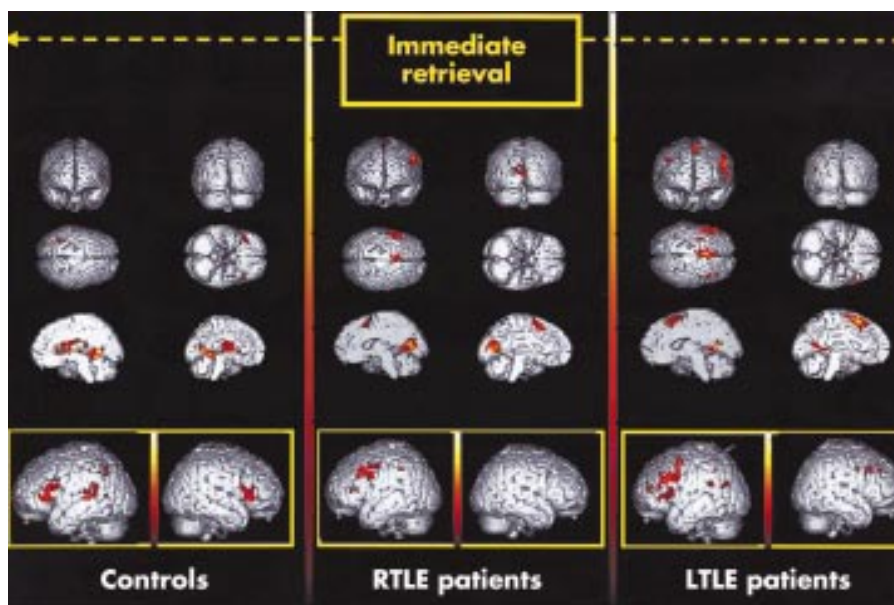 Immediate
retrieval
Controls
RTLE patients
LTLE patients